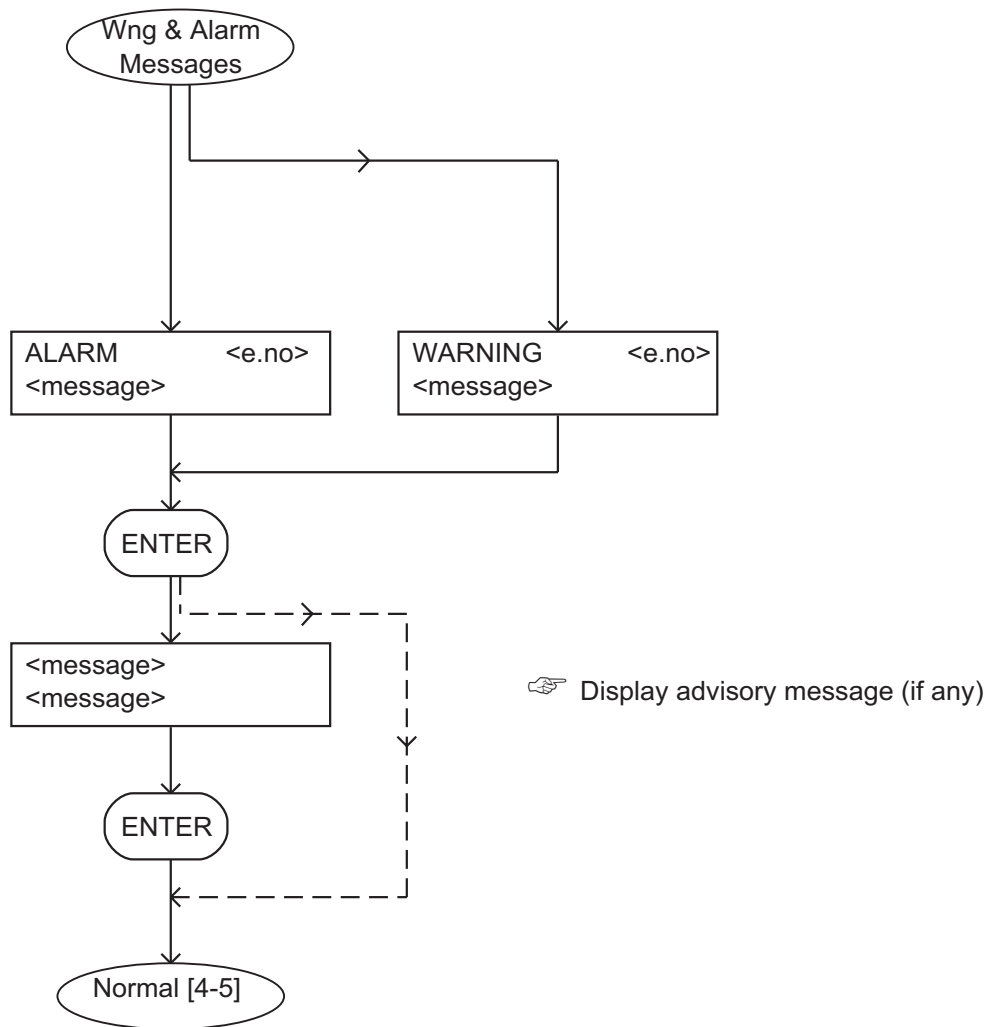 Wng & Alarm
Messages
ALARM <e.no>
<message>
WARNING <e.no>
<message>
ENTER
<message>
<message>
☞ Display advisory message (if any)
ENTER
Normal [4-5]